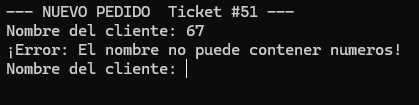 --- NUEVO PEDIDO  Ticket #51 ---
Nombre del cliente: 67
¡Error: El nombre no puede contener numeros!
Nombre del cliente: